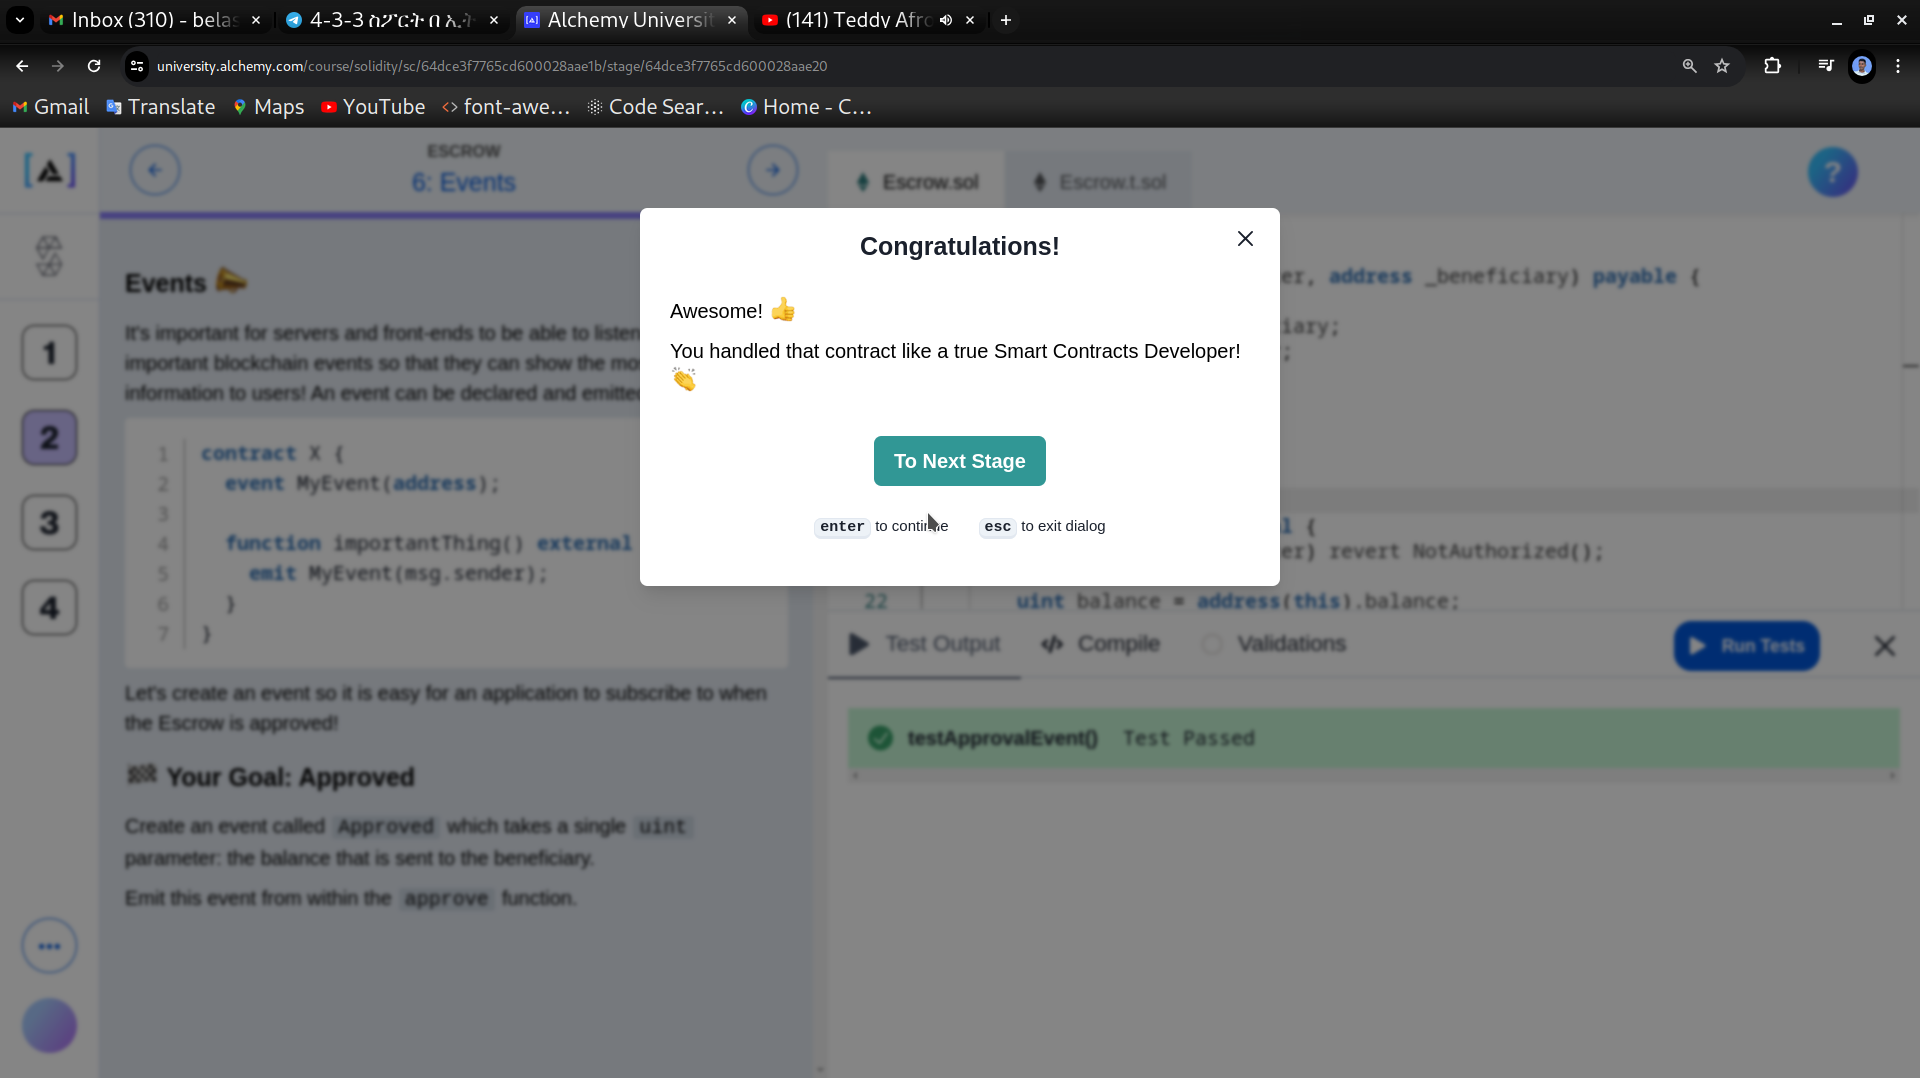 Inbox (310) - belas
4-3-3 ስፖርት በ ኢት
Alchemy Universit
(141) Teddy Afro
university.alchemy.com/course/solidity/sc/64dce3f7765cd600028aae1b/stage/64dce3f7765cd600028aae20
Gmail
Translate
Maps
YouTube
font-awe...
Code Sear...
Home - C...
ESCROW
6: Events
Escrow.sol
Escrow.t.sol
?
1
2
3
4
Events
It's important for servers and front-ends to be able to listen
important blockchain events so that they can show the mo
information to users! An event can be declared and emitte
1 contract X {
2 event MyEvent(address);
3
4 function importantThing() external
5 emit MyEvent(msg.sender);
6 }
7 }
Let's create an event so it is easy for an application to subscribe to when
the Escrow is approved!
Your Goal: Approved
Create an event called Approved which takes a single uint
parameter: the balance that is sent to the beneficiary.
Emit this event from within the approve function.
Congratulations!
Awesome! 👍
You handled that contract like a true Smart Contracts Developer!
👏
To Next Stage
enter to continue esc to exit dialog
er, address _beneficiary) payable {
iary;
;
l {
er) revert NotAuthorized();
22 uint balance = address(this).balance;
Test Output
Compile
Validations
Run Tests
testApprovalEvent() Test Passed